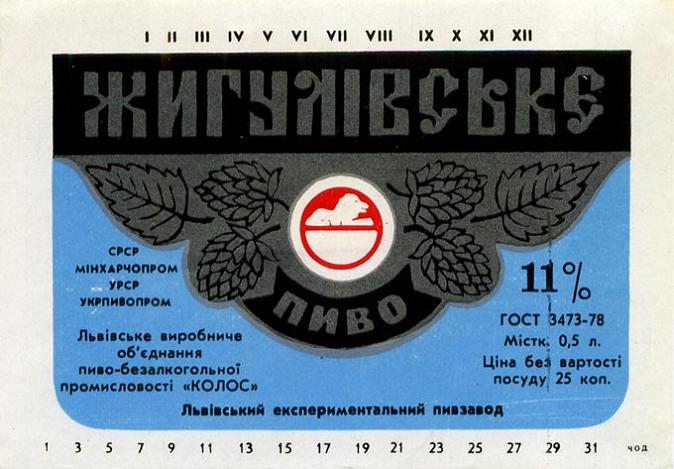 I II III IV V VI VII VIII IX X XI XII
ЖИГУЛІВСЬКЕ
ПИВО
СРСР
МІНХАРЧОПРОМ
УРСР
УКРПИВОПРОМ
Львівське виробниче
об'єднання
пиво-безалкогольної
промисловості «КОЛОС»
11%
ГОСТ 3473-78
Містк. 0,5 л.
Ціна без вартості
посуду 25 коп.
Львівський експериментальний пивзавод
1 3 5 7 9 11 13 15 17 19 21 23 25 27 29 31 чод